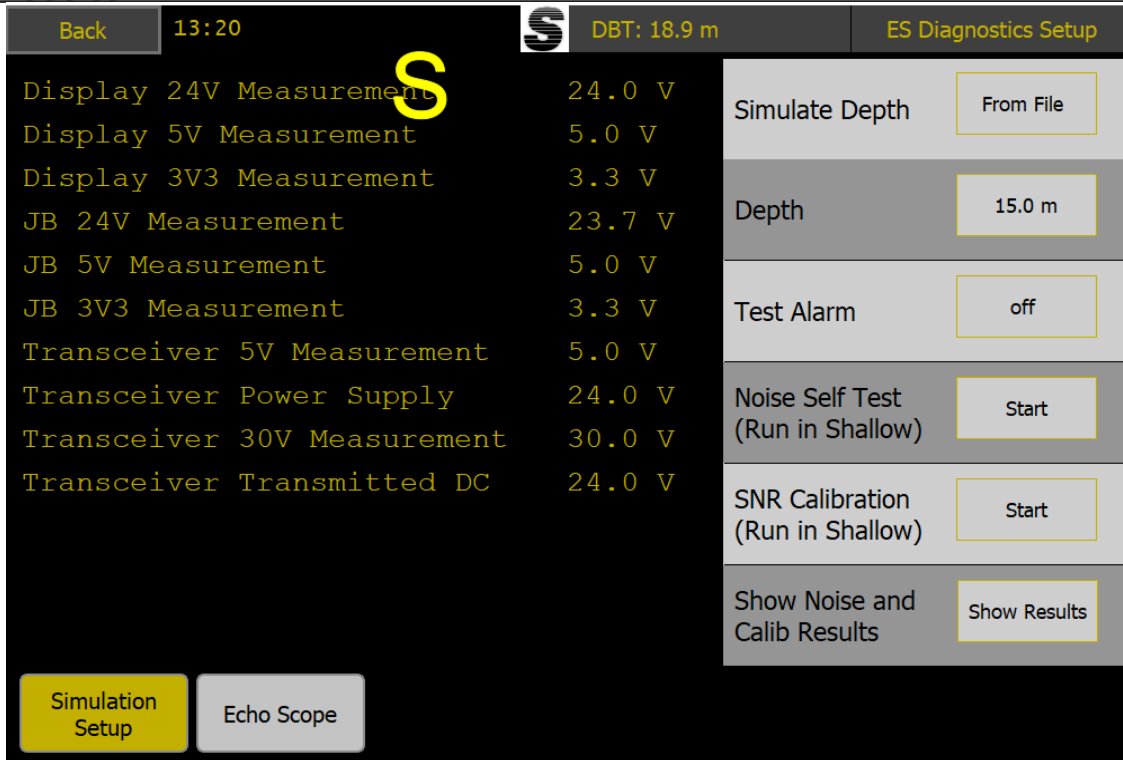 Back 13:20 S DBT: 18.9 m ES Diagnostics Setup
S
Display 24V Measurement 24.0 V
Display 5V Measurement 5.0 V
Display 3V3 Measurement 3.3 V
JB 24V Measurement 23.7 V
JB 5V Measurement 5.0 V
JB 3V3 Measurement 3.3 V
Transceiver 5V Measurement 5.0 V
Transceiver Power Supply 24.0 V
Transceiver 30V Measurement 30.0 V
Transceiver Transmitted DC 24.0 V
Simulate Depth From File
Depth 15.0 m
Test Alarm off
Noise Self Test
(Run in Shallow) Start
SNR Calibration
(Run in Shallow) Start
Show Noise and
Calib Results Show Results
Simulation
Setup
Echo Scope